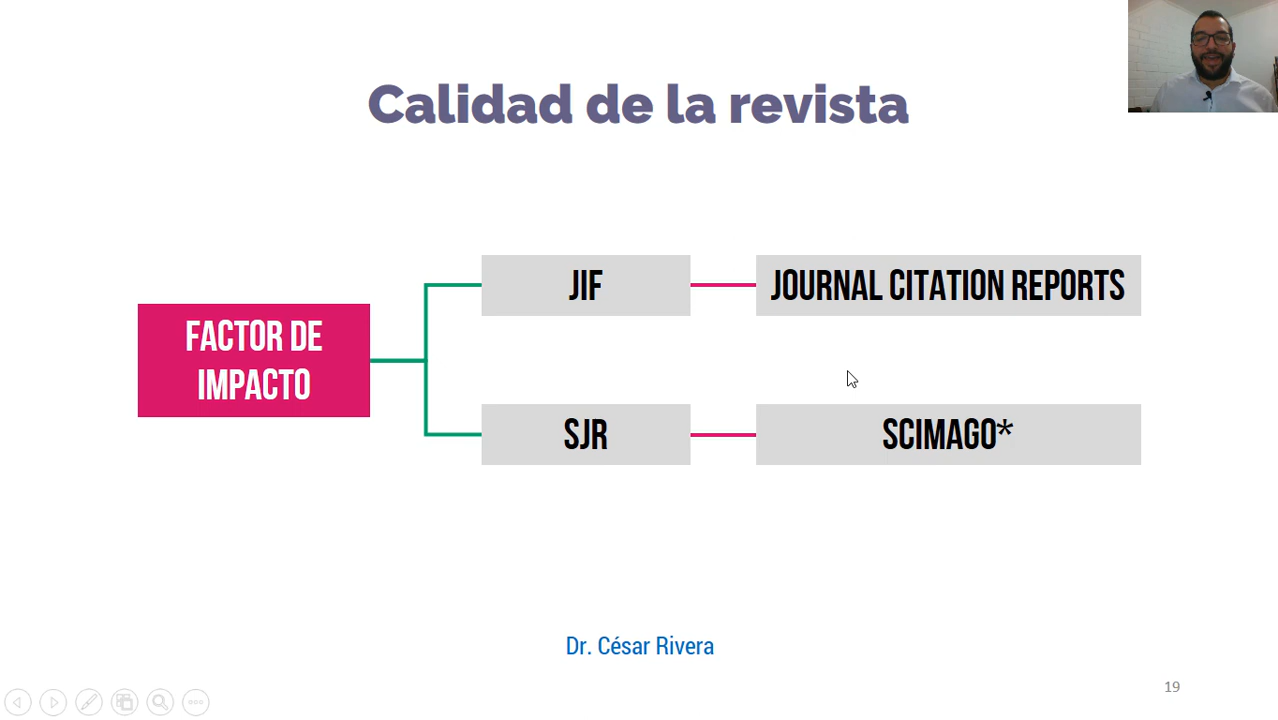 Calidad de la revista
FACTOR DE
IMPACTO
JIF
JOURNAL CITATION REPORTS
SJR
SCIMAGO*
Dr. César Rivera
19